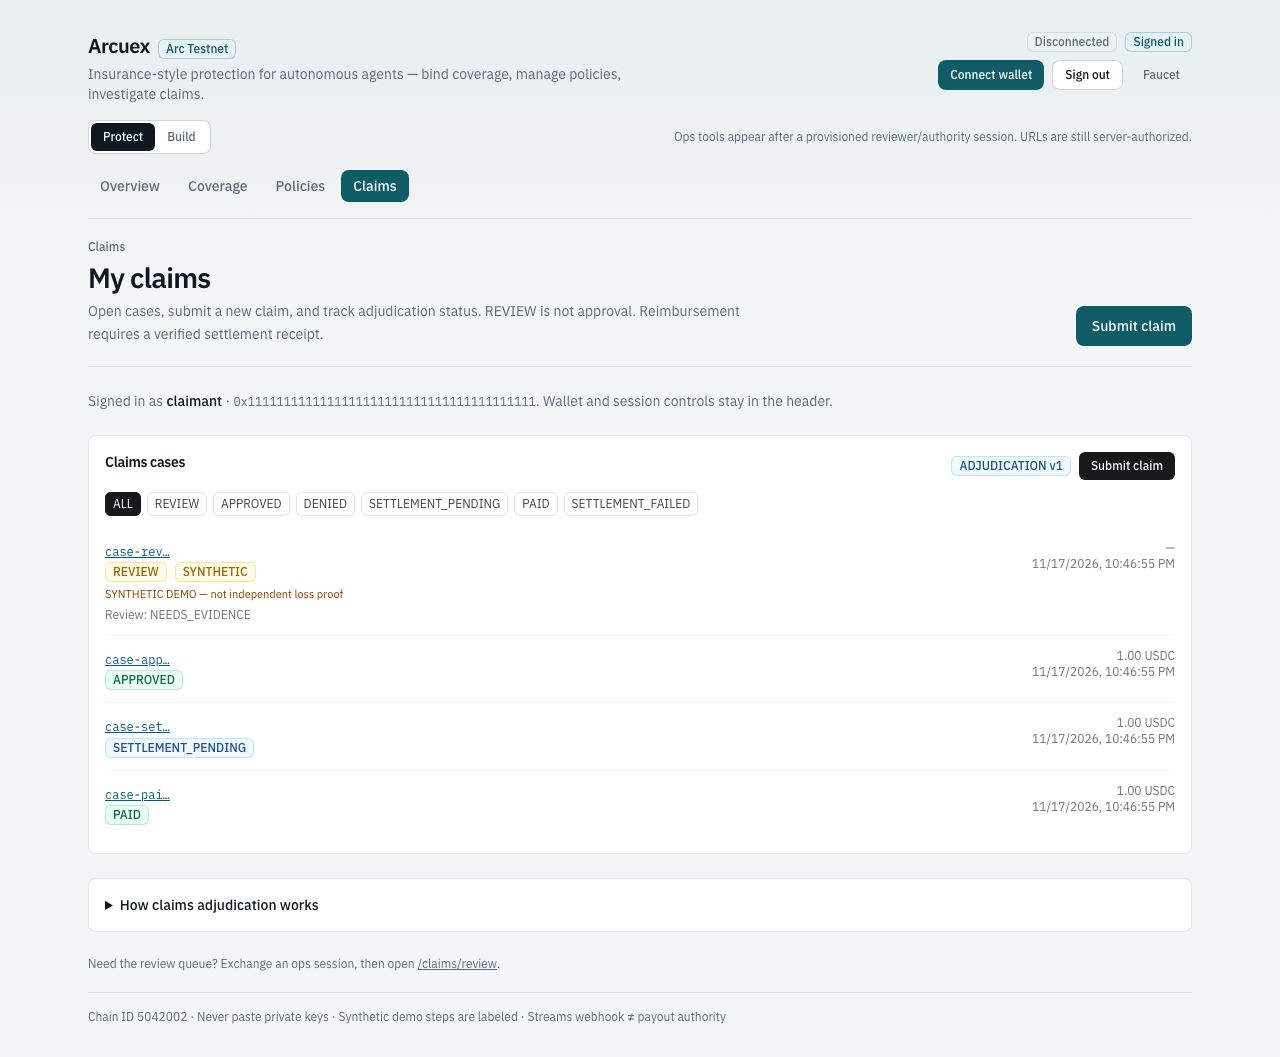 Arcuex Arc Testnet
Disconnected Signed in
Insurance-style protection for autonomous agents — bind coverage, manage policies,
investigate claims.
Connect wallet Sign out Faucet
Protect Build
Ops tools appear after a provisioned reviewer/authority session. URLs are still server-authorized.
Overview Coverage Policies Claims
Claims
My claims
Open cases, submit a new claim, and track adjudication status. REVIEW is not approval. Reimbursement
requires a verified settlement receipt.
Submit claim
Signed in as claimant · 0x1111111111111111111111111111111111111111. Wallet and session controls stay in the header.
Claims cases
ADJUDICATION v1 Submit claim
ALL REVIEW APPROVED DENIED SETTLEMENT_PENDING PAID SETTLEMENT_FAILED
case-rev…
REVIEW SYNTHETIC
SYNTHETIC DEMO — not independent loss proof
Review: NEEDS_EVIDENCE
—
11/17/2026, 10:46:55 PM
case-app…
APPROVED
1.00 USDC
11/17/2026, 10:46:55 PM
case-set…
SETTLEMENT_PENDING
1.00 USDC
11/17/2026, 10:46:55 PM
case-pai…
PAID
1.00 USDC
11/17/2026, 10:46:55 PM
How claims adjudication works
Need the review queue? Exchange an ops session, then open /claims/review.
Chain ID 5042002 · Never paste private keys · Synthetic demo steps are labeled · Streams webhook ≠ payout authority